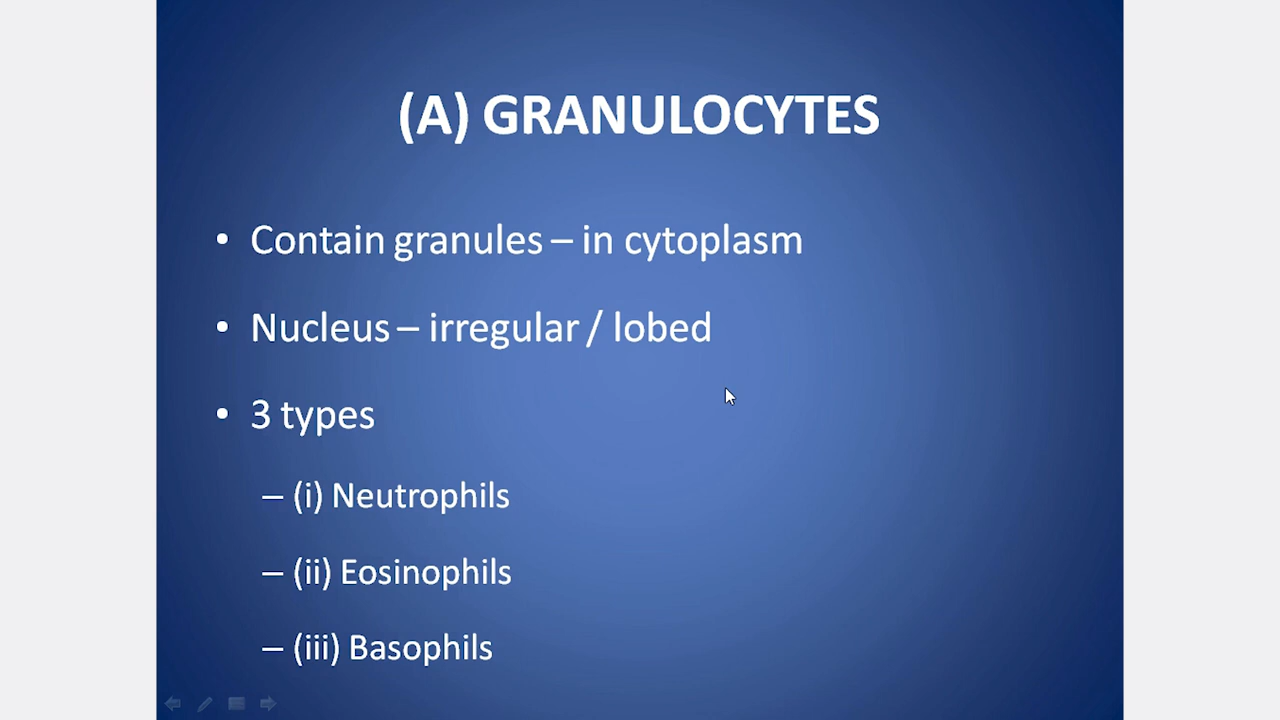 (A) GRANULOCYTES
• Contain granules – in cytoplasm
• Nucleus – irregular / lobed
• 3 types
– (i) Neutrophils
– (ii) Eosinophils
– (iii) Basophils